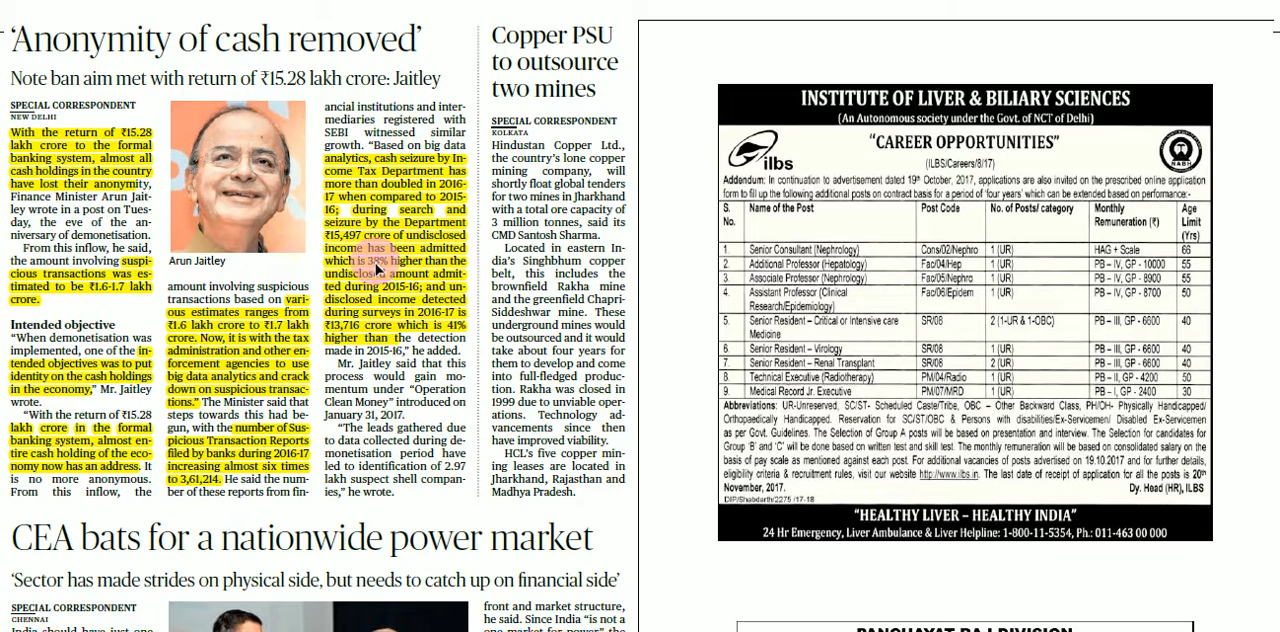 ‘Anonymity of cash removed’
Note ban aim met with return of ₹15.28 lakh crore: Jaitley
SPECIAL CORRESPONDENT
NEW DELHI
With the return of ₹15.28
lakh crore to the formal
banking system, almost all
cash holdings in the country
have lost their anonymity,
Finance Minister Arun Jait-
ley wrote in a post on Tues-
day, the eve of the an-
niversary of demonetisation.
From this inflow, he said,
the amount involving suspi-
cious transactions was es-
timated to be ₹1.6-1.7 lakh
crore.
Intended objective
“When demonetisation was
implemented, one of the in-
tended objectives was to put
identity on the cash holdings
in the economy,” Mr. Jaitley
wrote.
“With the return of ₹15.28
lakh crore in the formal
banking system, almost en-
tire cash holding of the eco-
nomy now has an address. It
is no more anonymous.
From this inflow, the
Arun Jaitley
amount involving suspicious
transactions based on vari-
ous estimates ranges from
₹1.6 lakh crore to ₹1.7 lakh
crore. Now, it is with the tax
administration and other en-
forcement agencies to use
big data analytics and crack
down on suspicious transac-
tions.” The Minister said that
steps towards this had be-
gun, with the number of Sus-
picious Transaction Reports
filed by banks during 2016-17
increasing almost six times
to 3,61,214. He said the num-
ber of these reports from fin-
ancial institutions and inter-
mediaries registered with
SEBI witnessed similar
growth. “Based on big data
analytics, cash seizure by In-
come Tax Department has
more than doubled in 2016-
17 when compared to 2015-
16; during search and
seizure by the Department
₹15,497 crore of undisclosed
income has been admitted
which is 38% higher than the
undisclosed amount admit-
ted during 2015-16; and un-
disclosed income detected
during surveys in 2016-17 is
₹13,716 crore which is 41%
higher than the detection
made in 2015-16,” he added.
Mr. Jaitley said that this
process would gain mo-
mentum under “Operation
Clean Money” introduced on
January 31, 2017.
“The leads gathered due
to data collected during de-
monetisation period have
led to identification of 2.97
lakh suspect shell compan-
ies,” he wrote.
Copper PSU
to outsource
two mines
SPECIAL CORRESPONDENT
KOLKATA
Hindustan Copper Ltd.,
the country’s lone copper
mining company, will
shortly float global tenders
for two mines in Jharkhand
with a total ore capacity of
3 million tonnes, said its
CMD Santosh Sharma.
Located in eastern In-
dia’s Singhbhum copper
belt, this includes the
brownfield Rakha mine
and the greenfield Chapri-
Siddeshwar mine. These
underground mines would
be outsourced and it would
take about four years for
them to develop and come
into full-fledged produc-
tion. Rakha was closed in
1999 due to unviable oper-
ations. Technology ad-
vancements since then
have improved viability.
HCL’s five copper min-
ing leases are located in
Jharkhand, Rajasthan and
Madhya Pradesh.
CEA bats for a nationwide power market
‘Sector has made strides on physical side, but needs to catch up on financial side’
SPECIAL CORRESPONDENT
CHENNAI
India should have just one
front and market structure,
he said. Since India “is not a
one market for power” the
INSTITUTE OF LIVER & BILIARY SCIENCES
(An Autonomous society under the Govt. of NCT of Delhi)
ilbs
“CAREER OPPORTUNITIES”
(ILBS/Careers/8/17)
NABH
Addendum: In continuation to advertisement dated 19th October, 2017, applications are also invited on the prescribed online application
form to fill up the following additional posts on contract basis for a period of ‘four years’ which can be extended based on performance:-
S. No. Name of the Post Post Code No. of Posts/ category Monthly Remuneration (₹) Age Limit (Yrs)
1. Senior Consultant (Nephrology) Cons/02/Nephro 1 (UR) HAG + Scale 66
2. Additional Professor (Hepatology) Fac/04/Hep 1 (UR) PB – IV, GP - 10000 55
3. Associate Professor (Nephrology) Fac/05/Nephro 1 (UR) PB – IV, GP - 8900 55
4. Assistant Professor (Clinical Research/Epidemiology) Fac/06/Epidem 1 (UR) PB – IV, GP - 8700 50
5. Senior Resident – Critical or Intensive care Medicine SR/08 2 (1-UR & 1-OBC) PB – III, GP - 6600 40
6. Senior Resident – Virology SR/08 1 (UR) PB – III, GP - 6600 40
7. Senior Resident – Renal Transplant SR/08 2 (UR) PB – III, GP - 6600 40
8. Technical Executive (Radiotherapy) PM/04/Radio 1 (UR) PB – II, GP - 4200 50
9. Medical Record Jr. Executive PM/07/MRD 1 (UR) PB – I, GP - 2400 30
Abbreviations: UR-Unreserved, SC/ST- Scheduled Caste/Tribe, OBC – Other Backward Class, PH/OH- Physically Handicapped/
Orthopaedically Handicapped. Reservation for SC/ST/OBC & Persons with disabilities/Ex-Servicemen/ Disabled Ex-Servicemen
as per Govt. Guidelines. The Selection of Group A posts will be based on presentation and interview. The Selection for candidates for
Group ‘B’ and ‘C’ will be done based on written test and skill test. The monthly remuneration will be based on consolidated salary on the
basis of pay scale as mentioned against each post. For additional vacancies of posts advertised on 19.10.2017 and for further details,
eligibility criteria & recruitment rules, visit our website http://www.ilbs.in. The last date of receipt of application for all the posts is 20th
November, 2017. Dy. Head (HR), ILBS
DIP/Shabdarth/2275 /17-18
“HEALTHY LIVER – HEALTHY INDIA”
24 Hr Emergency, Liver Ambulance & Liver Helpline: 1-800-11-5354, Ph.: 011-463 00 000
PANCHAYAT RAJ DIVISION